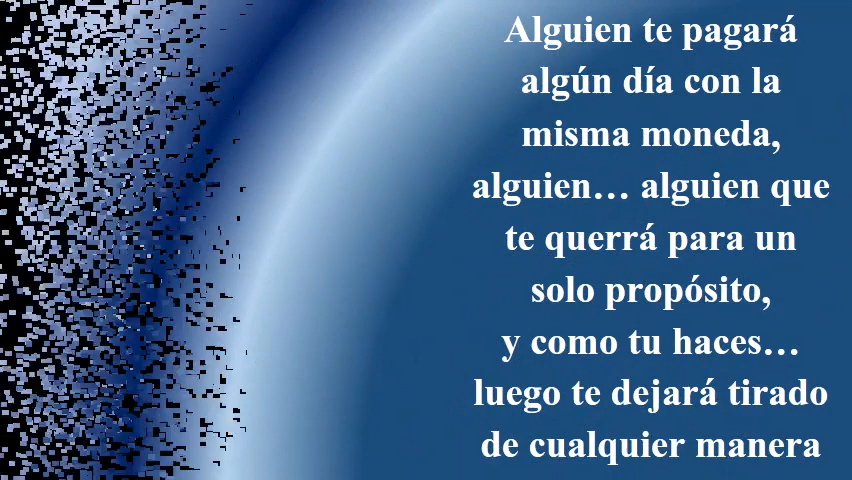 Alguien te pagará
algún día con la
misma moneda,
alguien… alguien que
te querrá para un
solo propósito,
y como tu haces…
luego te dejará tirado
de cualquier manera